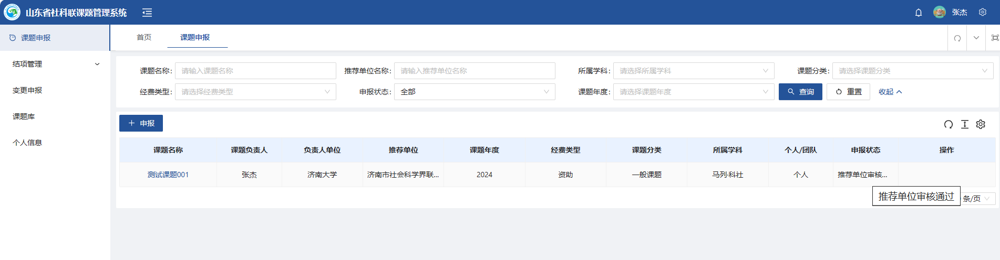 山东省社科联课题管理系统
张杰
课题申报
结项管理
变更申报
课题库
个人信息
首页 课题申报
课题名称: 请输入课题名称 推荐单位名称: 请输入推荐单位名称 所属学科: 请选择所属学科 课题分类: 请选择课题分类
经费类型: 请选择经费类型 申报状态: 全部 课题年度: 请选择课题年度 查询 重置 收起
申报
课题名称 课题负责人 负责人单位 推荐单位 课题年度 经费类型 课题分类 所属学科 个人/团队 申报状态 操作
测试课题001 张杰 济南大学 济南市社会科学界联... 2024 资助 一般课题 马列·科社 个人 推荐单位审核...
推荐单位审核通过 条/页